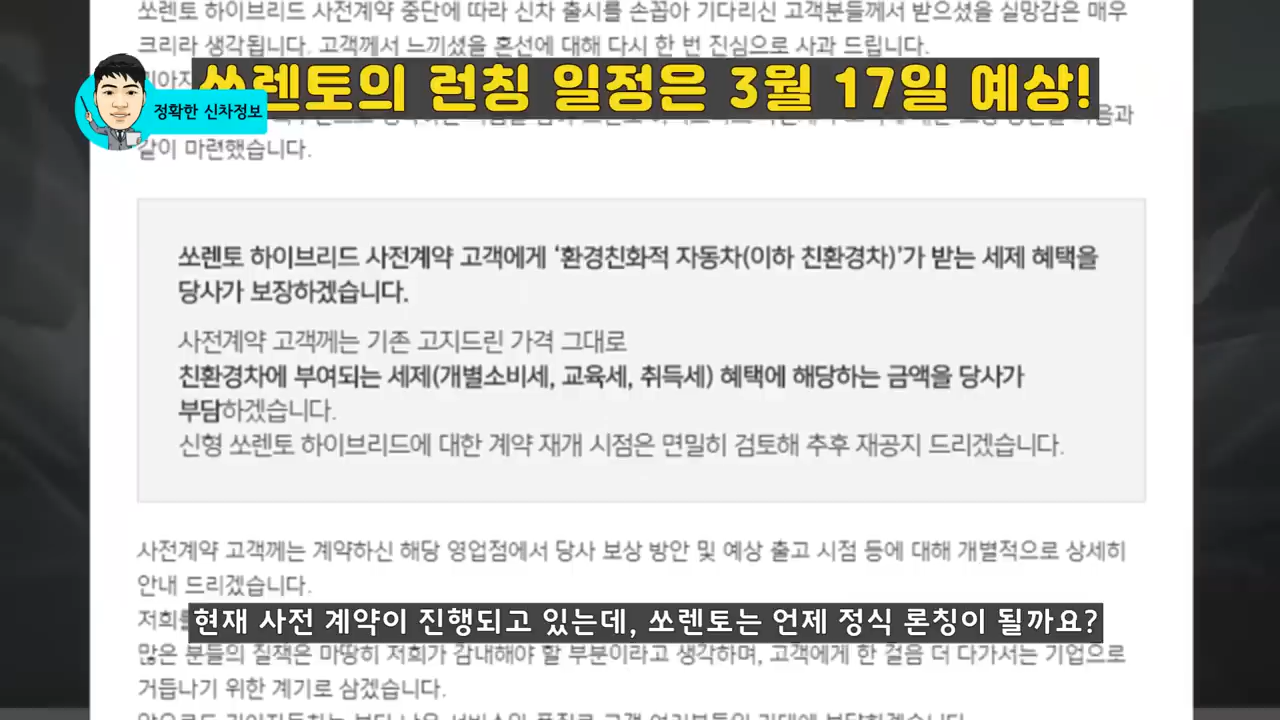 쏘렌토 하이브리드 사전계약 중단에 따라 신차 출시를 손꼽아 기다리신 고객분들께서 받으셨을 실망감은 매우
크리라 생각됩니다. 고객께서 느끼셨을 혼선에 대해 다시 한 번 진심으로 사과 드립니다.
쏘렌토의 런칭 일정은 3월 17일 예상!
정확한 신차정보
같이 마련했습니다.
쏘렌토 하이브리드 사전계약 고객에게 ‘환경친화적 자동차(이하 친환경차)’가 받는 세제 혜택을
당사가 보장하겠습니다.
사전계약 고객께는 기존 고지드린 가격 그대로
친환경차에 부여되는 세제(개별소비세, 교육세, 취득세) 혜택에 해당하는 금액을 당사가
부담하겠습니다.
신형 쏘렌토 하이브리드에 대한 계약 재개 시점은 면밀히 검토해 추후 재공지 드리겠습니다.
사전계약 고객께는 계약하신 해당 영업점에서 당사 보상 방안 및 예상 출고 시점 등에 대해 개별적으로 상세히
안내 드리겠습니다.
현재 사전 계약이 진행되고 있는데, 쏘렌토는 언제 정식 론칭이 될까요?
많은 분들의 질책은 마땅히 저희가 감내해야 할 부분이라고 생각하며, 고객에게 한 걸음 더 다가서는 기업으로
거듭나기 위한 계기로 삼겠습니다.